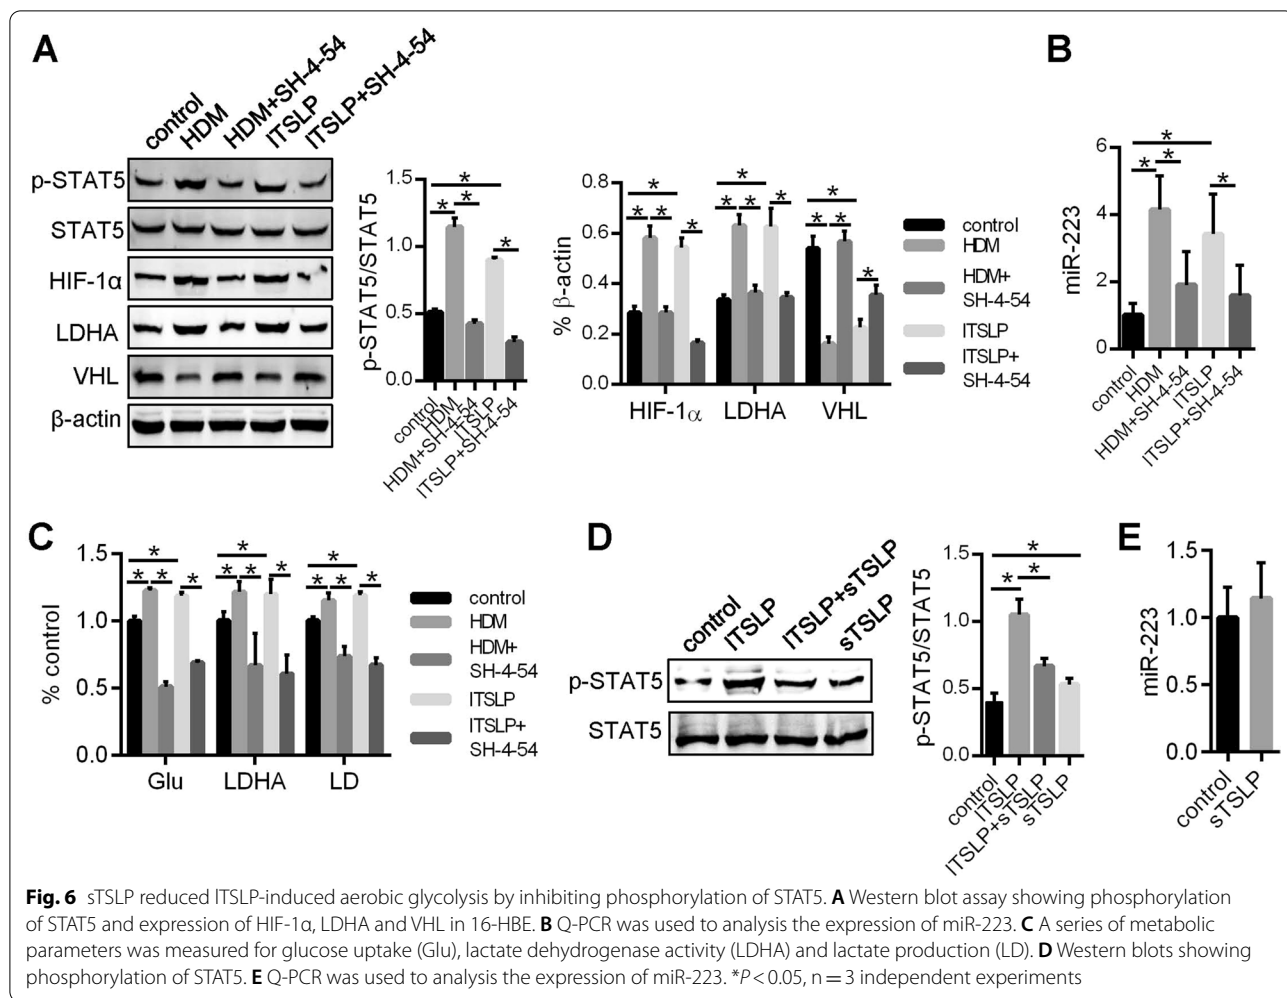 A
control
HDM
HDM+SH-4-54
lTSLP
lTSLP+SH-4-54
p-STAT5
STAT5
HIF-1α
LDHA
VHL
β-actin
p-STAT5/STAT5
1.5
1.0
0.5
0.0
* * * * *
control
HDM
HDM+SH-4-54
lTSLP
lTSLP+SH-4-54
% β-actin
0.8
0.6
0.4
0.2
0.0
* * * *
* * * *
* * * *
HIF-1α LDHA VHL
control
HDM
HDM+
SH-4-54
lTSLP
lTSLP+
SH-4-54
B
miR-223
6
4
2
0
* * * *
control
HDM
HDM+SH-4-54
lTSLP
lTSLP+SH-4-54
C
% control
1.5
1.0
0.5
0.0
* * * *
* * * *
* * * *
Glu LDHA LD
control
HDM
HDM+
SH-4-54
lTSLP
lTSLP+
SH-4-54
D
control
lTSLP
lTSLP+sTSLP
sTSLP
p-STAT5
STAT5
p-STAT5/STAT5
1.5
1.0
0.5
0.0
* * *
control
lTSLP
lTSLP+sTSLP
sTSLP
E
miR-223
1.5
1.0
0.5
0.0
control
sTSLP
Fig. 6 sTSLP reduced lTSLP-induced aerobic glycolysis by inhibiting phosphorylation of STAT5. A Western blot assay showing phosphorylation
of STAT5 and expression of HIF-1α, LDHA and VHL in 16-HBE. B Q-PCR was used to analysis the expression of miR-223. C A series of metabolic
parameters was measured for glucose uptake (Glu), lactate dehydrogenase activity (LDHA) and lactate production (LD). D Western blots showing
phosphorylation of STAT5. E Q-PCR was used to analysis the expression of miR-223. *P < 0.05, n = 3 independent experiments